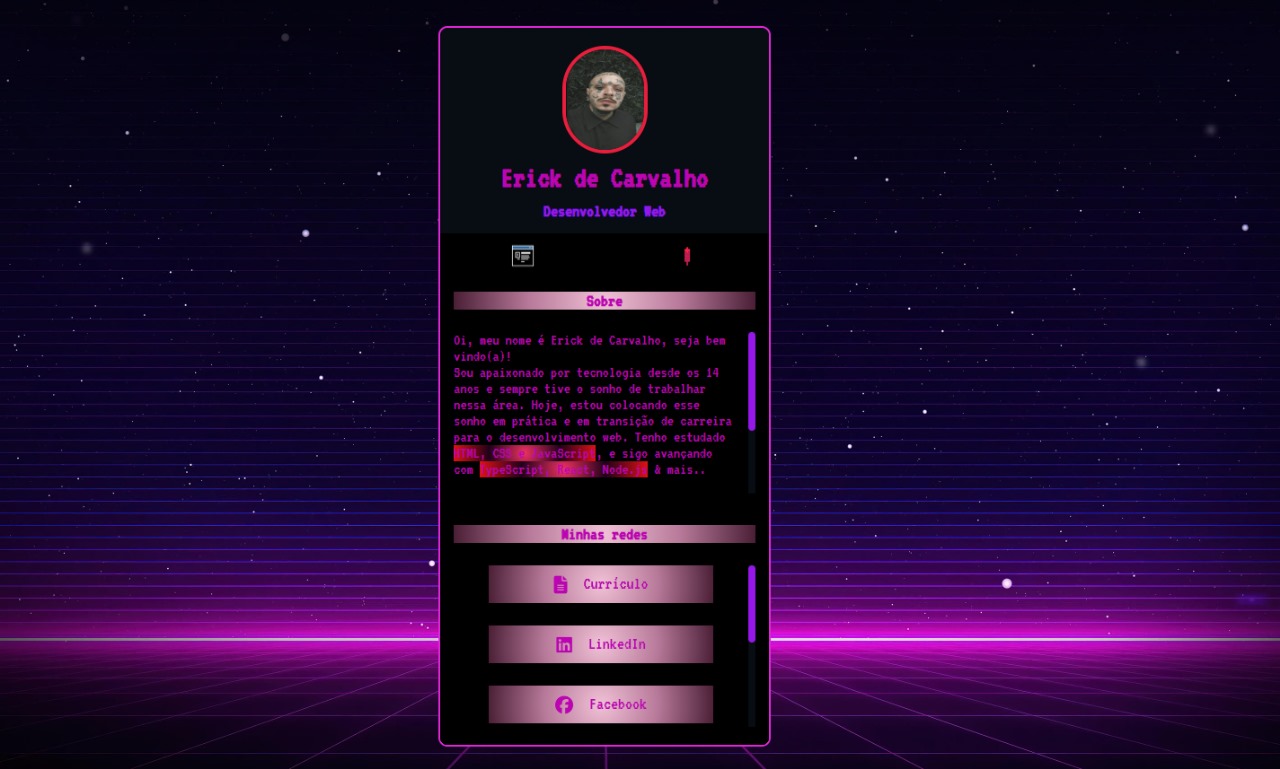 Erick de Carvalho
Desenvolvedor Web
Sobre
Oi, meu nome é Erick de Carvalho, seja bem
vindo(a)!
Sou apaixonado por tecnologia desde os 14
anos e sempre tive o sonho de trabalhar
nessa área. Hoje, estou colocando esse
sonho em prática e em transição de carreira
para o desenvolvimento web. Tenho estudado
HTML, CSS e JavaScript, e sigo avançando
com TypeScript, React, Node.js & mais..
Minhas redes
Currículo
LinkedIn
Facebook